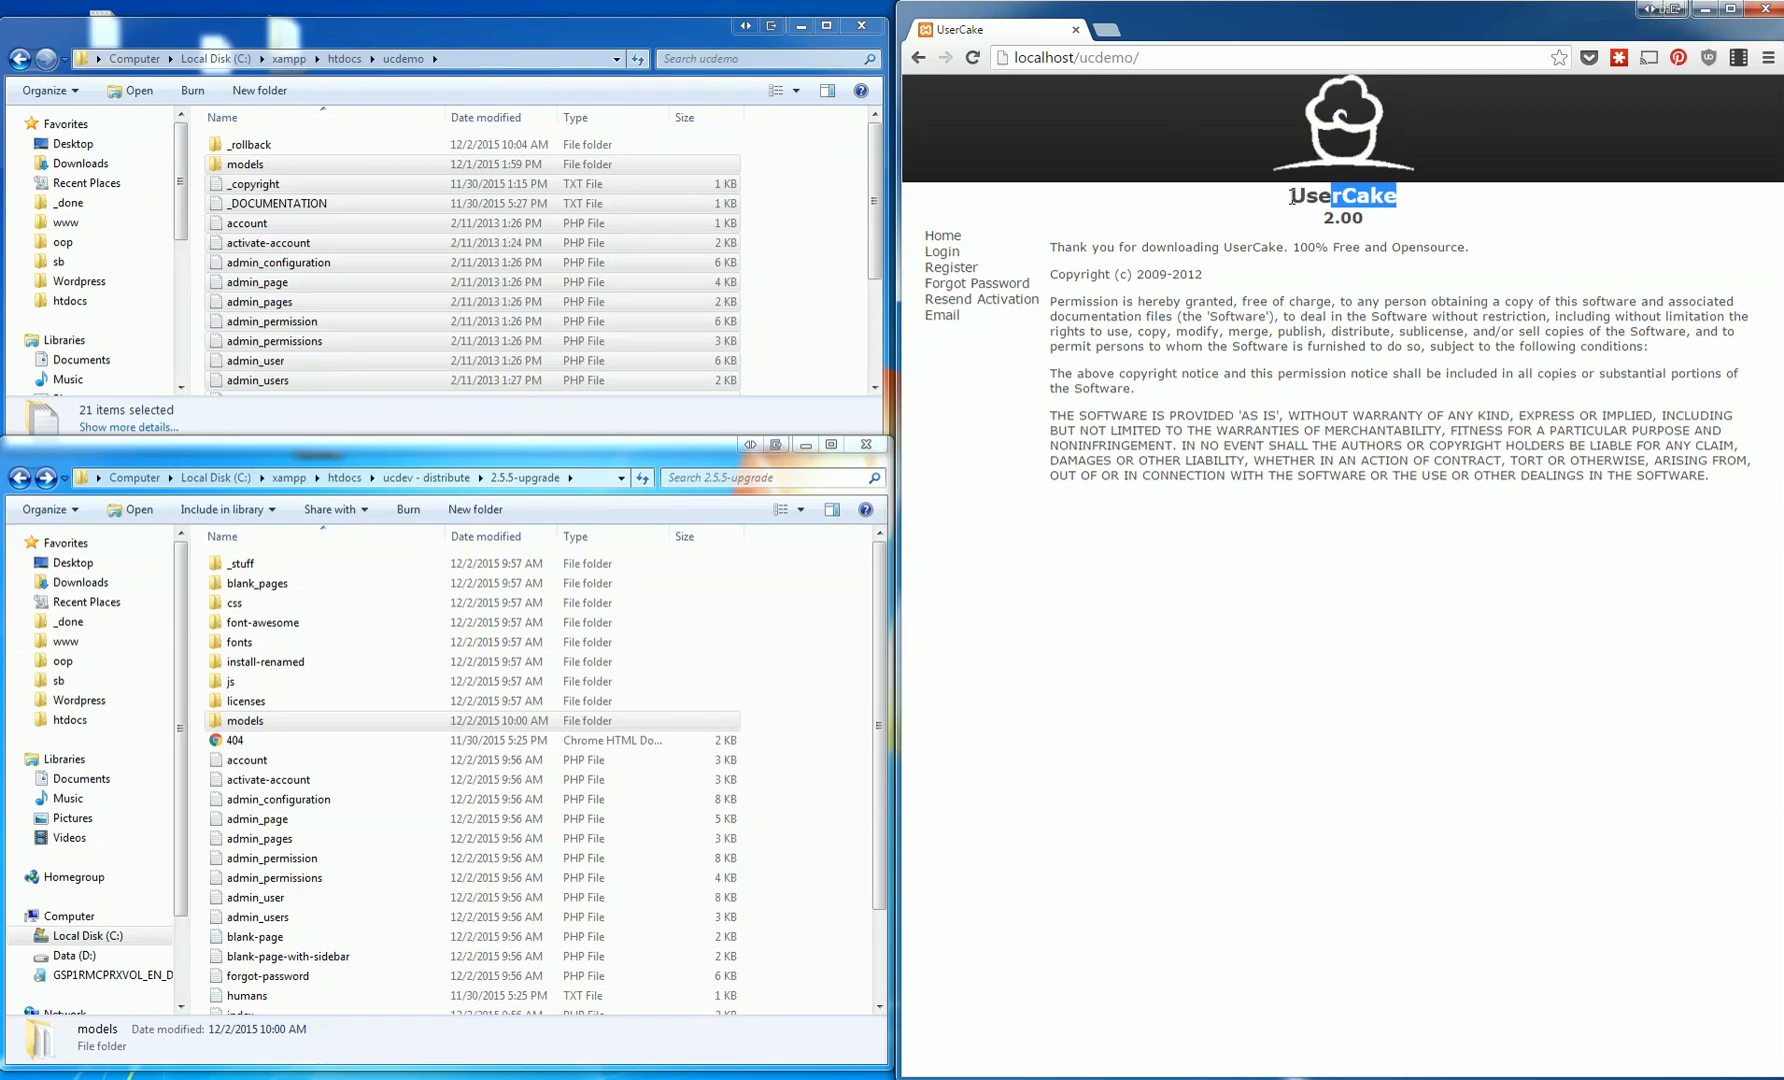 Computer Local Disk (C:) xampp htdocs ucdemo
Search ucdemo
Organize Open Burn New folder
Name Date modified Type Size
Favorites
Desktop
Downloads
Recent Places
_done
www
oop
sb
Wordpress
htdocs
Libraries
Documents
Music
_rollback 12/2/2015 10:04 AM File folder
models 12/1/2015 1:59 PM File folder
_copyright 11/30/2015 1:15 PM TXT File 1 KB
_DOCUMENTATION 11/30/2015 5:27 PM TXT File 1 KB
account 2/11/2013 1:26 PM PHP File 1 KB
activate-account 2/11/2013 1:24 PM PHP File 2 KB
admin_configuration 2/11/2013 1:26 PM PHP File 6 KB
admin_page 2/11/2013 1:26 PM PHP File 4 KB
admin_pages 2/11/2013 1:26 PM PHP File 2 KB
admin_permission 2/11/2013 1:26 PM PHP File 6 KB
admin_permissions 2/11/2013 1:26 PM PHP File 3 KB
admin_user 2/11/2013 1:26 PM PHP File 6 KB
admin_users 2/11/2013 1:27 PM PHP File 2 KB
21 items selected
Show more details...
Computer Local Disk (C:) xampp htdocs ucdev - distribute 2.5.5-upgrade
Search 2.5.5-upgrade
Organize Open Include in library Share with Burn New folder
Name Date modified Type Size
Favorites
Desktop
Downloads
Recent Places
_done
www
oop
sb
Wordpress
htdocs
Libraries
Documents
Music
Pictures
Videos
Homegroup
Computer
Local Disk (C:)
Data (D:)
GSP1RMCPRXVOL_EN_D
Network
_stuff 12/2/2015 9:57 AM File folder
blank_pages 12/2/2015 9:57 AM File folder
css 12/2/2015 9:57 AM File folder
font-awesome 12/2/2015 9:57 AM File folder
fonts 12/2/2015 9:57 AM File folder
install-renamed 12/2/2015 9:57 AM File folder
js 12/2/2015 9:57 AM File folder
licenses 12/2/2015 9:57 AM File folder
models 12/2/2015 10:00 AM File folder
404 11/30/2015 5:25 PM Chrome HTML Do... 2 KB
account 12/2/2015 9:56 AM PHP File 3 KB
activate-account 12/2/2015 9:56 AM PHP File 3 KB
admin_configuration 12/2/2015 9:56 AM PHP File 8 KB
admin_page 12/2/2015 9:56 AM PHP File 5 KB
admin_pages 12/2/2015 9:56 AM PHP File 3 KB
admin_permission 12/2/2015 9:56 AM PHP File 8 KB
admin_permissions 12/2/2015 9:56 AM PHP File 4 KB
admin_user 12/2/2015 9:56 AM PHP File 8 KB
admin_users 12/2/2015 9:56 AM PHP File 3 KB
blank-page 12/2/2015 9:56 AM PHP File 2 KB
blank-page-with-sidebar 12/2/2015 9:56 AM PHP File 2 KB
forgot-password 12/2/2015 9:56 AM PHP File 6 KB
humans 11/30/2015 5:25 PM TXT File 1 KB
models Date modified: 12/2/2015 10:00 AM
File folder
UserCake
localhost/ucdemo/
UserCake
2.00
Home
Login
Register
Forgot Password
Resend Activation
Email
Thank you for downloading UserCake. 100% Free and Opensource.
Copyright (c) 2009-2012
Permission is hereby granted, free of charge, to any person obtaining a copy of this software and associated
documentation files (the 'Software'), to deal in the Software without restriction, including without limitation the
rights to use, copy, modify, merge, publish, distribute, sublicense, and/or sell copies of the Software, and to
permit persons to whom the Software is furnished to do so, subject to the following conditions:
The above copyright notice and this permission notice shall be included in all copies or substantial portions of
the Software.
THE SOFTWARE IS PROVIDED 'AS IS', WITHOUT WARRANTY OF ANY KIND, EXPRESS OR IMPLIED, INCLUDING
BUT NOT LIMITED TO THE WARRANTIES OF MERCHANTABILITY, FITNESS FOR A PARTICULAR PURPOSE AND
NONINFRINGEMENT. IN NO EVENT SHALL THE AUTHORS OR COPYRIGHT HOLDERS BE LIABLE FOR ANY CLAIM,
DAMAGES OR OTHER LIABILITY, WHETHER IN AN ACTION OF CONTRACT, TORT OR OTHERWISE, ARISING FROM,
OUT OF OR IN CONNECTION WITH THE SOFTWARE OR THE USE OR OTHER DEALINGS IN THE SOFTWARE.